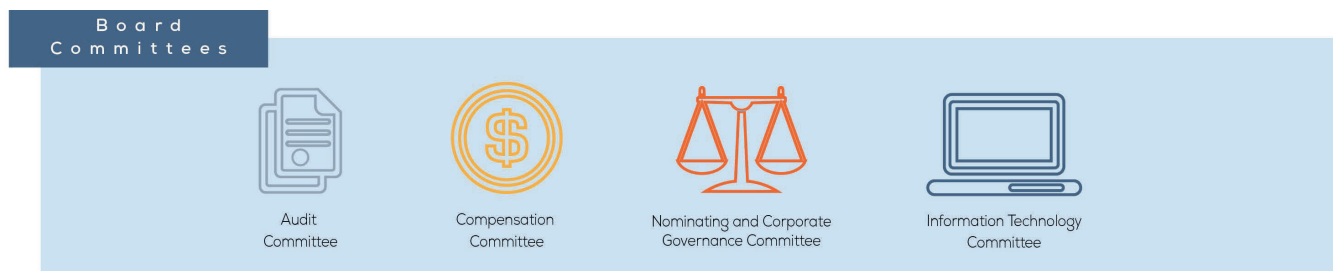 Board
Committees
$
Audit
Committee
Compensation
Committee
Nominating and Corporate
Governance Committee
Information Technology
Committee